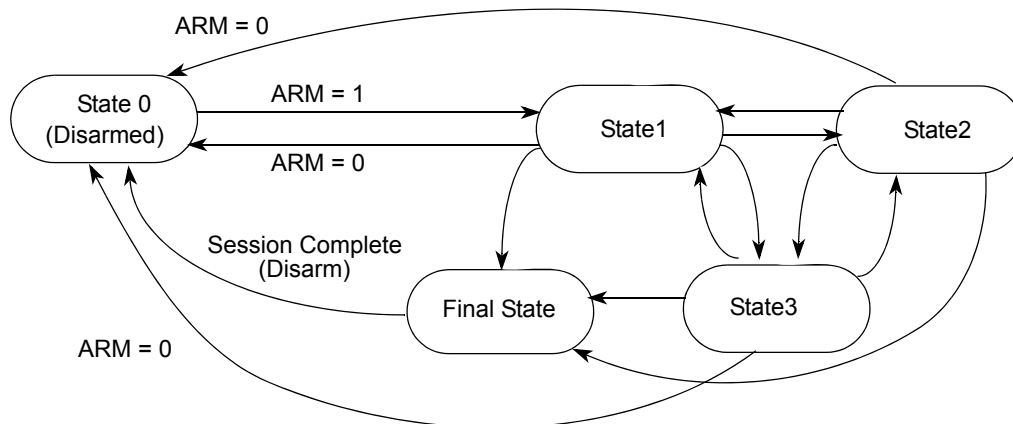 ARM = 0
State 0
(Disarmed)
ARM = 1
State1
State2
ARM = 0
Session Complete
(Disarm)
Final State
State3
ARM = 0